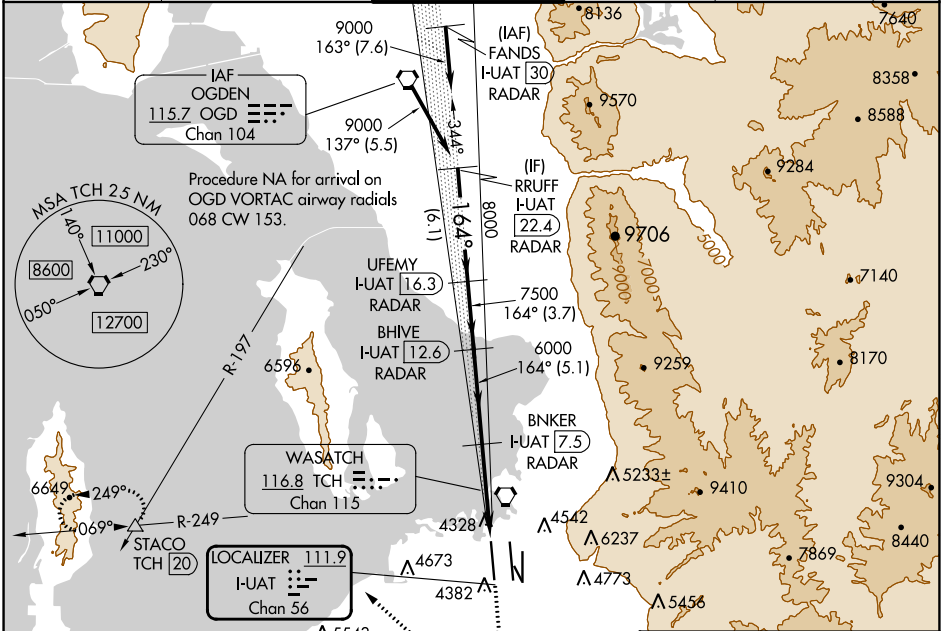 8136
7640
9000
163° (7.6)
(IAF)
FANDS
I-UAT 30
RADAR
IAF
OGDEN
115.7 OGD
Chan 104
9570
8358
8588
9000
137° (5.5)
344°
9284
Procedure NA for arrival on
OGD VORTAC airway radials
068 CW 153.
(IF)
RRUFF
I-UAT
22.4
RADAR
MSA TCH 25 NM
140°
11000
8600
230°
050°
12700
(6.1)
164°
8000
9706
5000
9000
7000
UFEMY
I-UAT 16.3
RADAR
7500
164° (3.7)
7140
BHIVE
I-UAT 12.6
RADAR
6000
164° (5.1)
R-197
6596
9259
8170
BNKER
I-UAT 7.5
RADAR
WASATCH
116.8 TCH
Chan 115
5233±
9410
9304
6649
249°
069°
R-249
STACO
TCH 20
4328
4542
6237
8440
7869
LOCALIZER 111.9
I-UAT
Chan 56
4673
4382
4773
5456